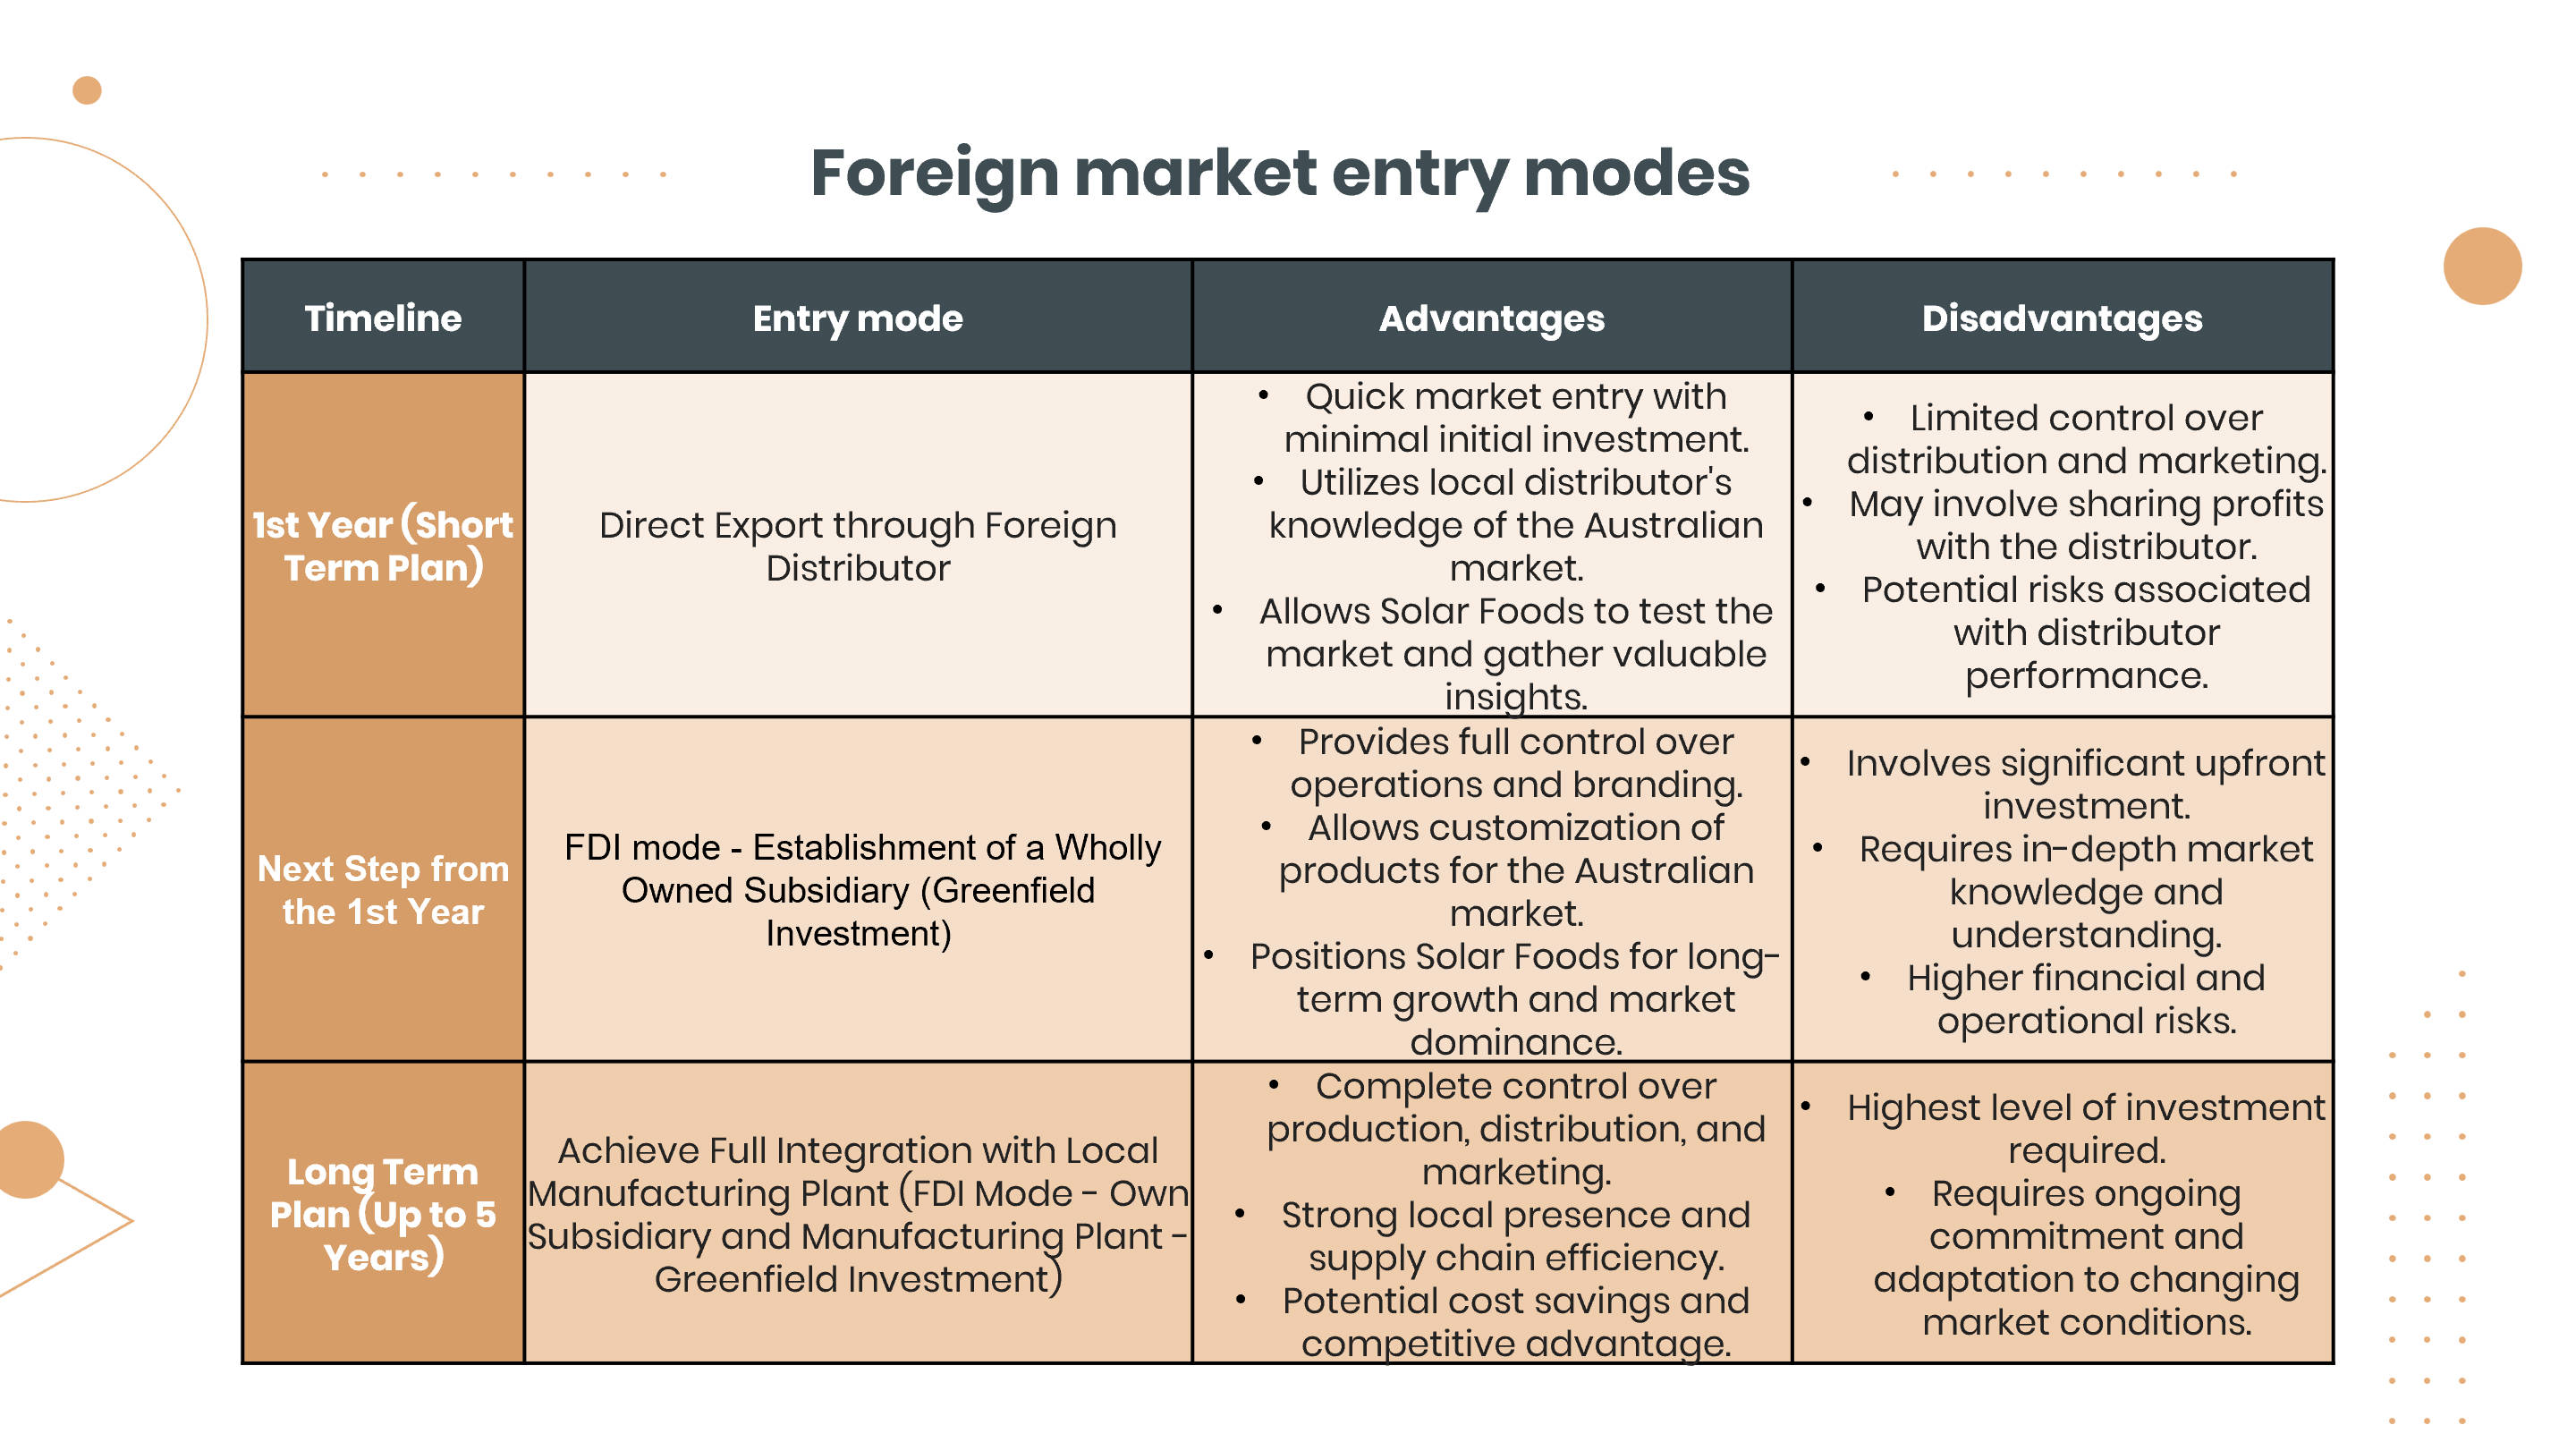 Foreign market entry modes
Timeline
Entry mode
Advantages
Disadvantages
1st Year (Short
Term Plan)
Direct Export through Foreign
Distributor
• Quick market entry with
minimal initial investment.
• Utilizes local distributor's
knowledge of the Australian
market.
• Allows Solar Foods to test the
market and gather valuable
insights.
• Limited control over
distribution and marketing.
• May involve sharing profits
with the distributor.
• Potential risks associated
with distributor
performance.
Next Step from
the 1st Year
FDI mode - Establishment of a Wholly
Owned Subsidiary (Greenfield
Investment)
• Provides full control over
operations and branding.
• Allows customization of
products for the Australian
market.
• Positions Solar Foods for long-
term growth and market
dominance.
• Involves significant upfront
investment.
• Requires in-depth market
knowledge and
understanding.
• Higher financial and
operational risks.
Long Term
Plan (Up to 5
Years)
Achieve Full Integration with Local
Manufacturing Plant (FDI Mode - Own
Subsidiary and Manufacturing Plant -
Greenfield Investment)
• Complete control over
production, distribution, and
marketing.
• Strong local presence and
supply chain efficiency.
• Potential cost savings and
competitive advantage.
• Highest level of investment
required.
• Requires ongoing
commitment and
adaptation to changing
market conditions.